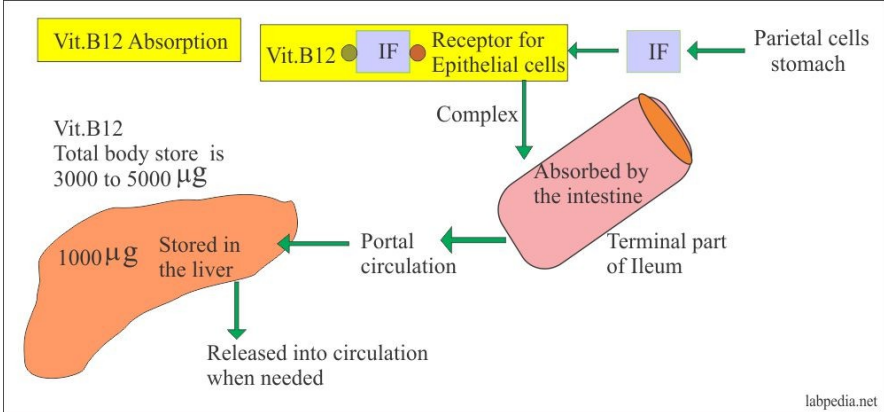 Vit.B12 Absorption
Vit.B12
IF
Receptor for
Epithelial cells
IF
Parietal cells
stomach
Complex
Vit.B12
Total body store is
3000 to 5000 μg
Absorbed by
the intestine
Terminal part
of Ileum
Portal
circulation
1000 μg
Stored in
the liver
Released into circulation
when needed
labpedia.net